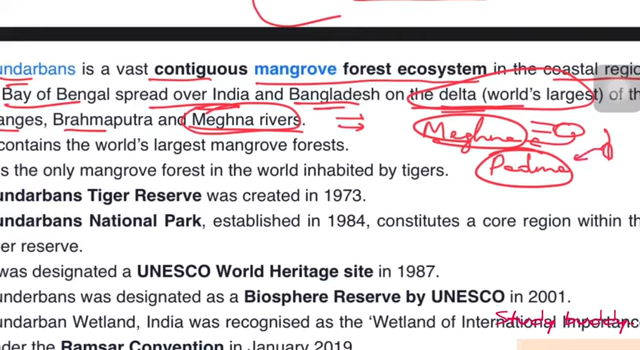 undarbans is a vast contiguous mangrove forest ecosystem in the coastal regio
Bay of Bengal spread over India and Bangladesh on the delta (world's largest) of th
anges, Brahmaputra and Meghna rivers.
Meghna
contains the world's largest mangrove forests.
Padma
s the only mangrove forest in the world inhabited by tigers.
undarbans Tiger Reserve was created in 1973.
undarbans National Park, established in 1984, constitutes a core region within th
er reserve.
was designated a UNESCO World Heritage site in 1987.
underbans was designated as a Biosphere Reserve by UNESCO in 2001.
undarban Wetland, India was recognised as the 'Wetland of International Importance
nder the Ramsar Convention in January 2019.